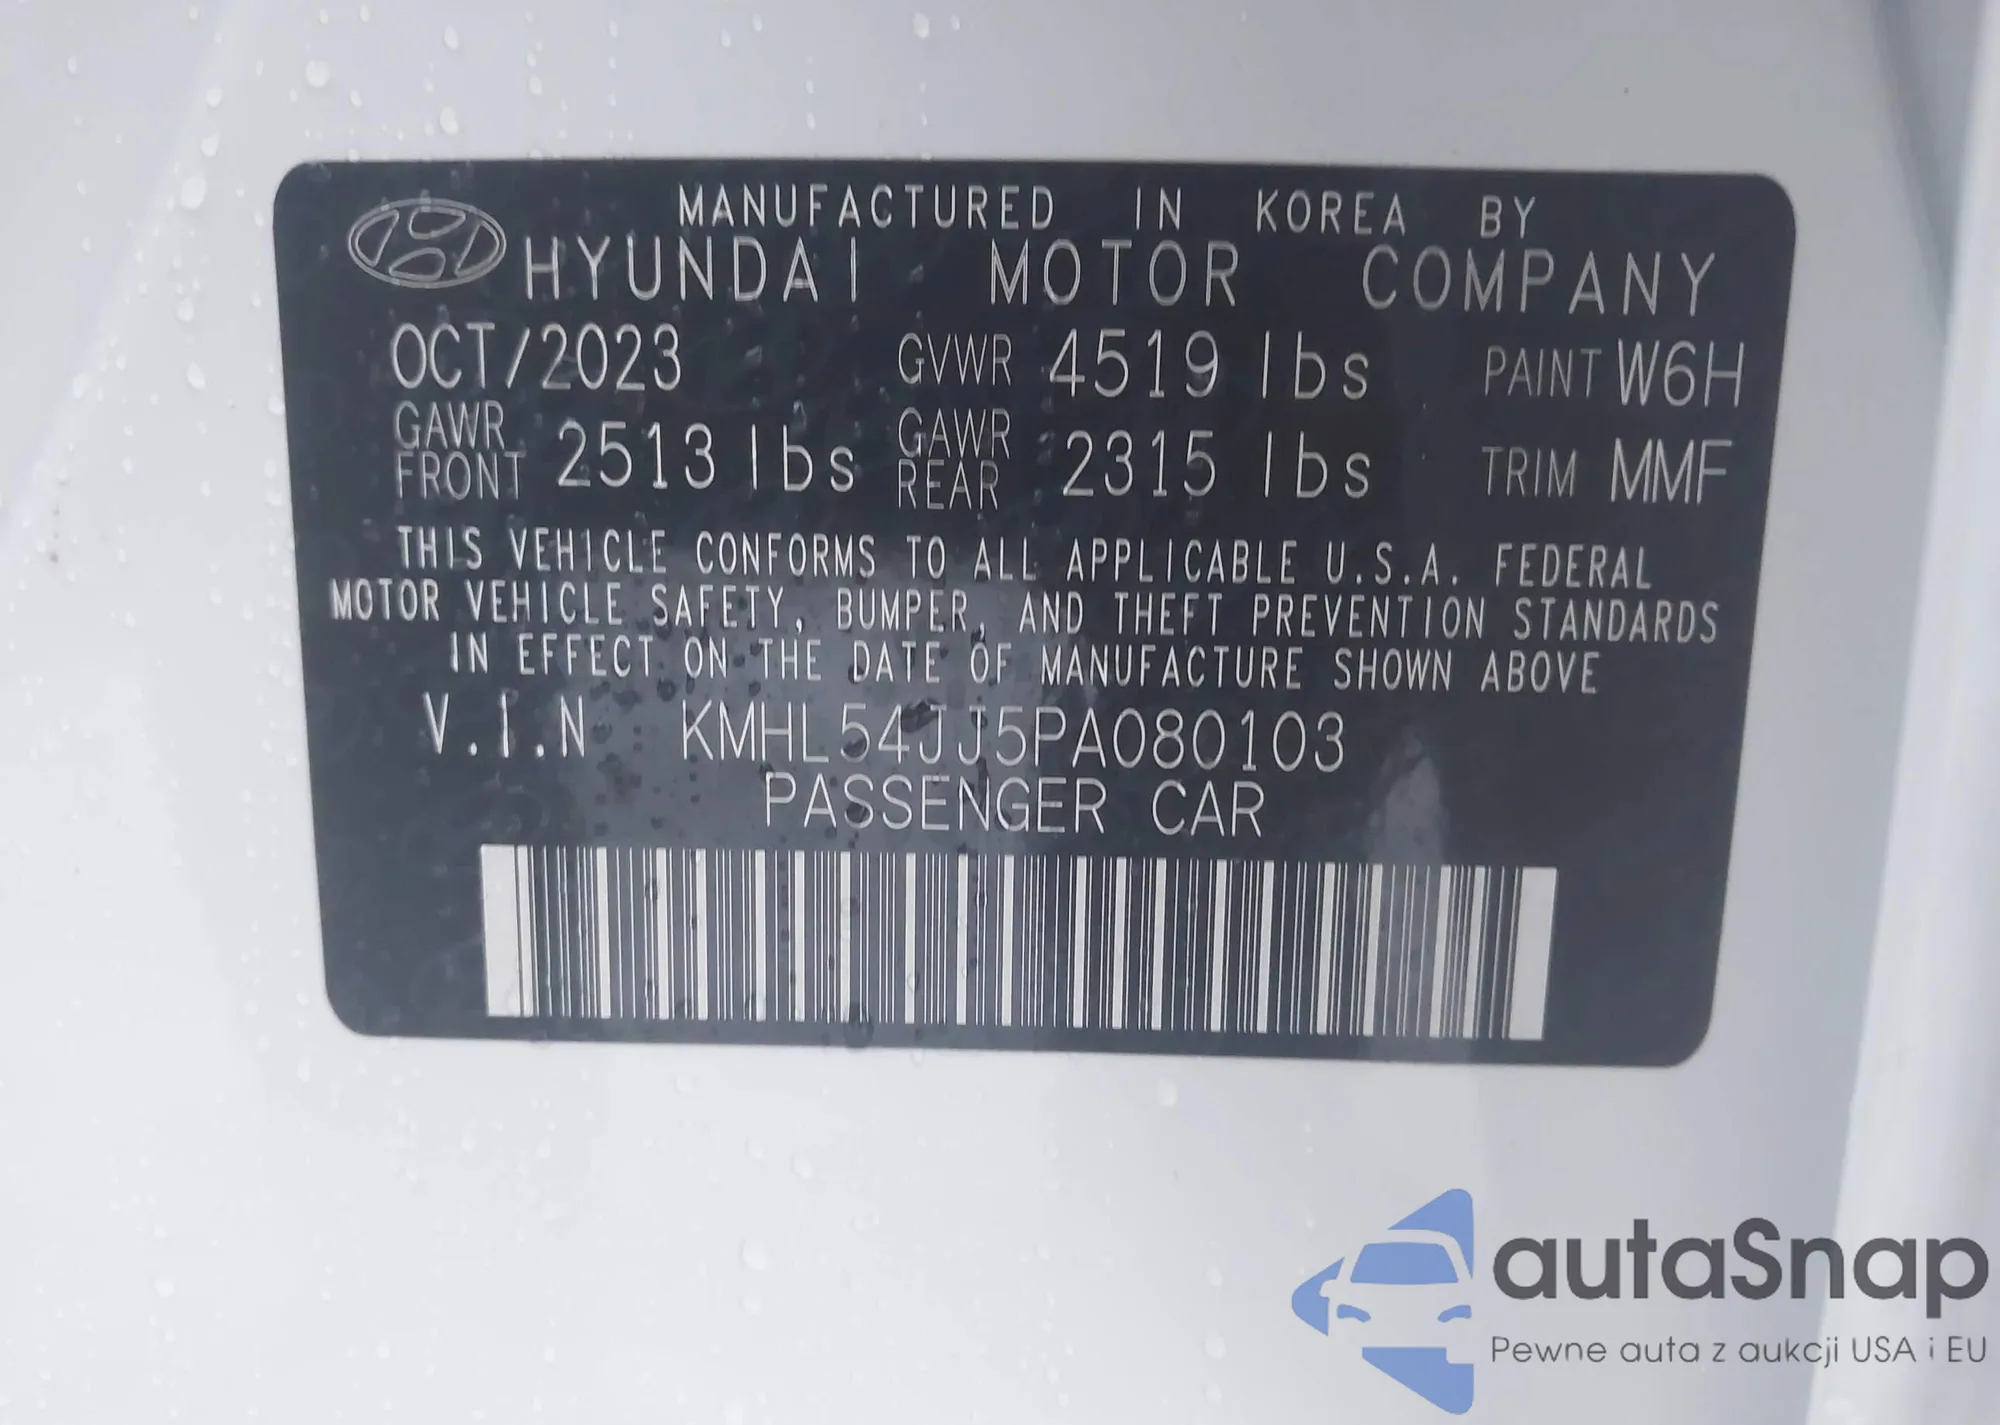 MANUFACTURED IN KOREA BY
HYUNDAI MOTOR COMPANY
OCT/2023 GVWR 4519 lbs PAINT W6H
GAWR FRONT 2513 lbs GAWR REAR 2315 lbs TRIM MMF
THIS VEHICLE CONFORMS TO ALL APPLICABLE U.S.A. FEDERAL
MOTOR VEHICLE SAFETY, BUMPER, AND THEFT PREVENTION STANDARDS
IN EFFECT ON THE DATE OF MANUFACTURE SHOWN ABOVE
V.I.N KMHL54JJ5PA080103
PASSENGER CAR
autaSnap
Pewne auta z aukcji USA i EU